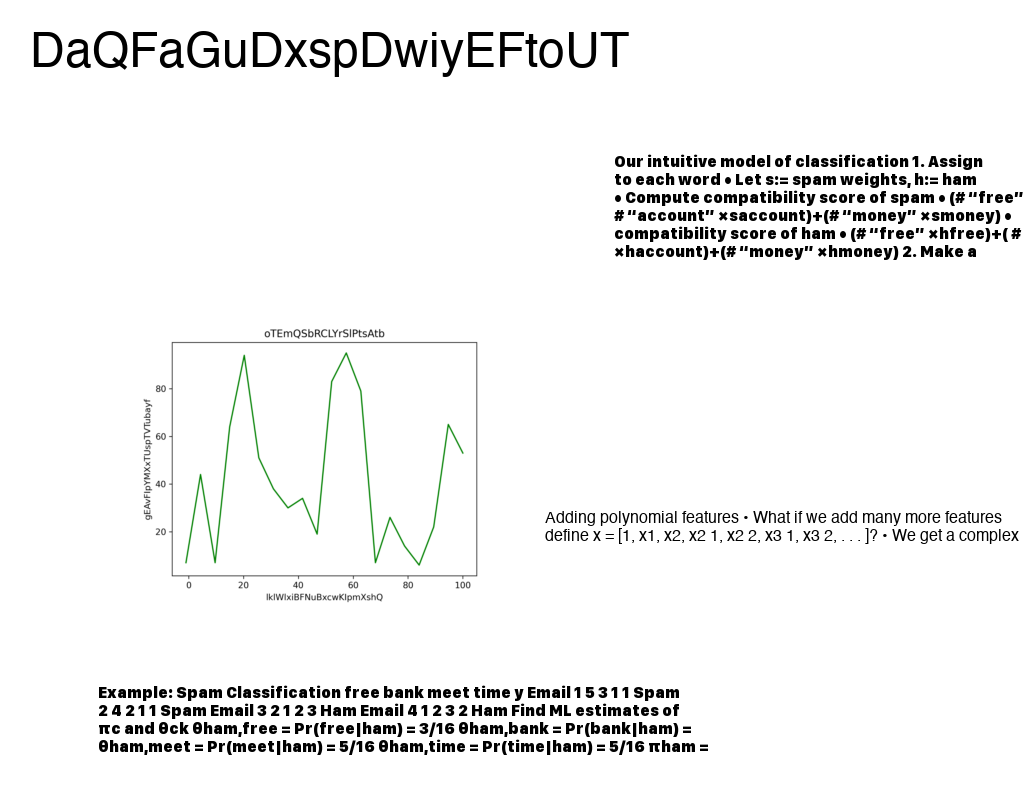 DaQFaGuDxspDwiyEFtoUT
Our intuitive model of classification 1. Assign
to each word • Let s:= spam weights, h:= ham
• Compute compatibility score of spam • (# “free”
# “account” ×saccount)+(# “money” ×smoney) •
compatibility score of ham • (# “free” ×hfree)+( #
×haccount)+(# “money” ×hmoney) 2. Make a
oTEmQSbRCLYrSlPtsAtb
gEAvFlpYMXxTUspTVTubayf
80
60
40
20
0 20 40 60 80 100
lklWlxiBFNuBxcwKlpmXshQ
Adding polynomial features • What if we add many more features
define x = [1, x1, x2, x2 1, x2 2, x3 1, x3 2, . . . ]? • We get a complex
Example: Spam Classification free bank meet time y Email 1 5 3 1 1 Spam
2 4 2 1 1 Spam Email 3 2 1 2 3 Ham Email 4 1 2 3 2 Ham Find ML estimates of
πc and θck θham,free = Pr(free|ham) = 3/16 θham,bank = Pr(bank|ham) =
θham,meet = Pr(meet|ham) = 5/16 θham,time = Pr(time|ham) = 5/16 πham =